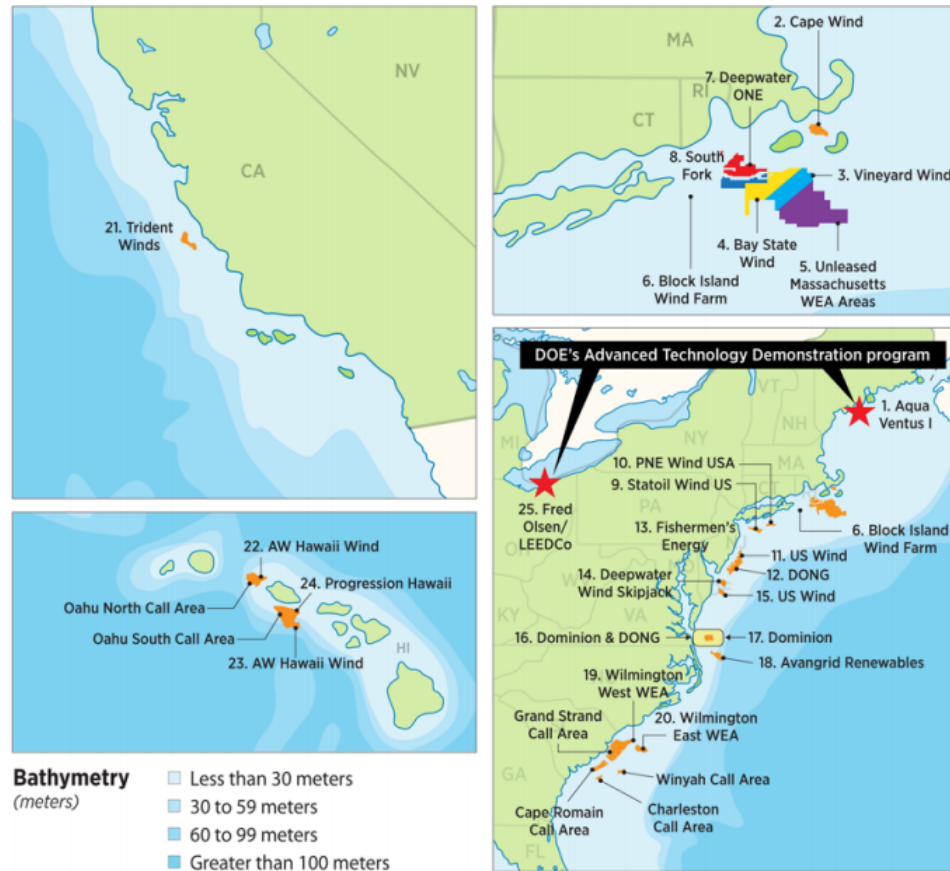 NV
CA
21. Trident
Winds
2. Cape Wind
MA
7. Deepwater
ONE
RI
CT
8. South
Fork
3. Vineyard Wind
4. Bay State
Wind
6. Block Island
Wind Farm
5. Unleased
Massachusetts
WEA Areas
22. AW Hawaii Wind
24. Progression Hawaii
Oahu North Call Area
Oahu South Call Area
HI
23. AW Hawaii Wind
DOE's Advanced Technology Demonstration program
VT
NH
1. Aqua
Ventus I
MI
NY
MA
10. PNE Wind USA
CT
9. Statoil Wind US
PA
25. Fred
Olsen/
LEEDCo
13. Fishermen's
Energy
6. Block Island
Wind Farm
OH
11. US Wind
12. DONG
14. Deepwater
Wind Skipjack
15. US Wind
KY
VA
16. Dominion & DONG
17. Dominion
18. Avangrid Renewables
19. Wilmington
West WEA
Grand Strand
Call Area
20. Wilmington
East WEA
GA
Winyah Call Area
Cape Romain
Call Area
Charleston
Call Area
FL
Bathymetry
(meters)
Less than 30 meters
30 to 59 meters
60 to 99 meters
Greater than 100 meters